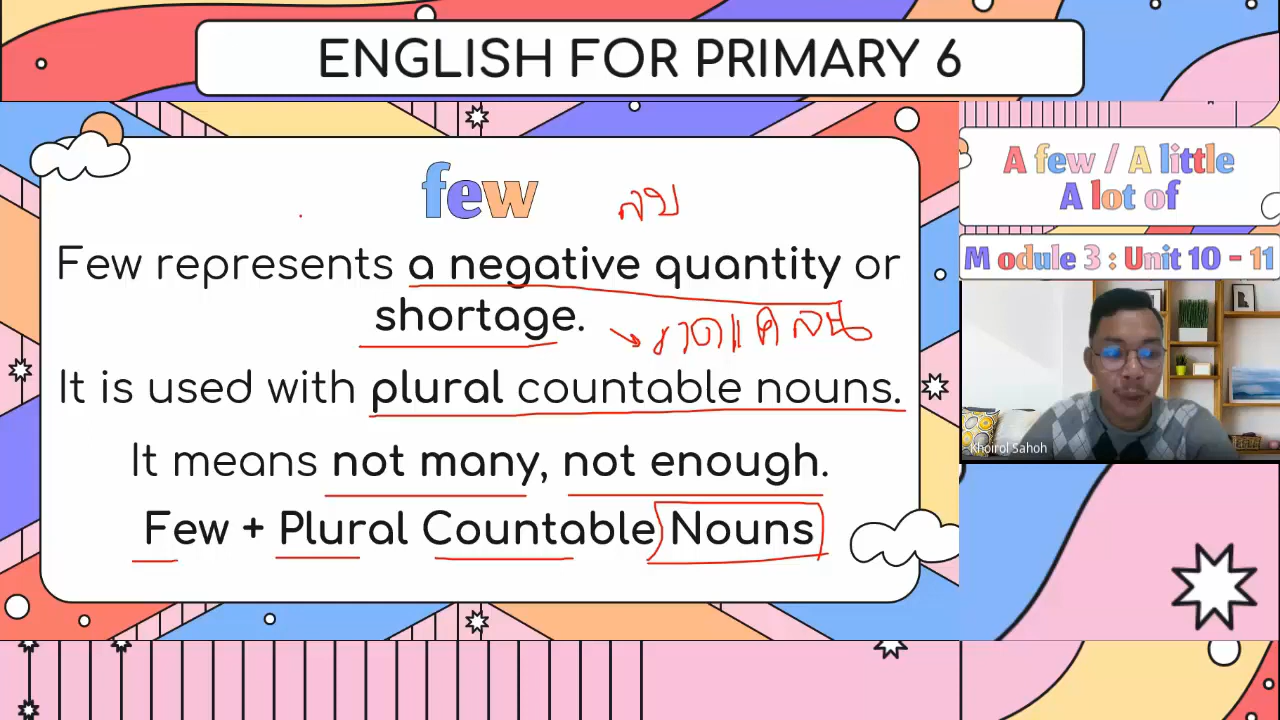 ENGLISH FOR PRIMARY 6
few
ลบ
Few represents a negative quantity or
shortage.
ขาดแคลน
It is used with plural countable nouns.
It means not many, not enough.
Few + Plural Countable Nouns
A few / A little
A lot of
Module 3 : Unit 10 - 11
Khoirol Sahoh